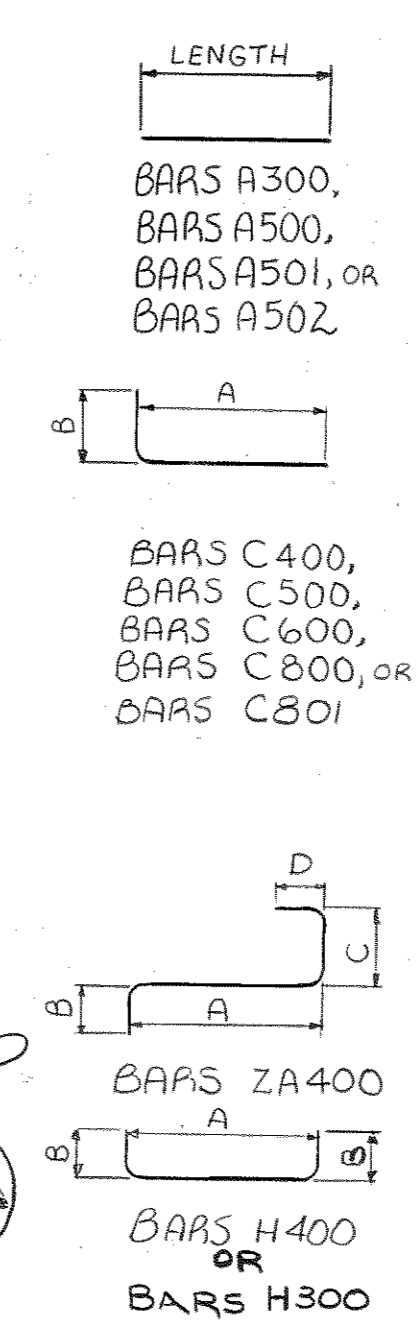 LENGTH
BARS A300,
BARS A500,
BARS A501, OR
BARS A502
A
B
BARS C400,
BARS C500,
BARS C600,
BARS C800, OR
BARS C801
D
C
B
A
BARS ZA400
A
B
B
BARS H400
OR
BARS H300